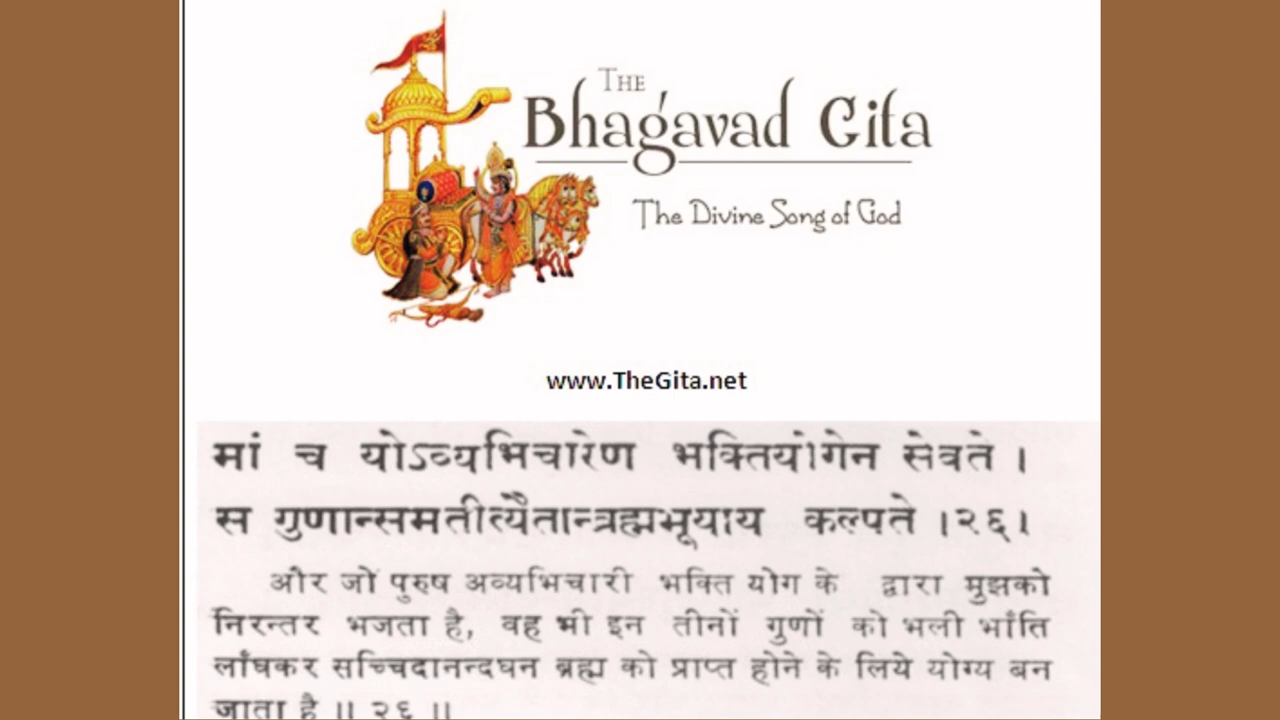 THE
Bhagavad Gita
The Divine Song of God
www.TheGita.net
मां च योऽव्यभिचारेण भक्तियोगेन सेवते ।
स गुणान्समतीत्यैतान्ब्रह्मभूयाय कल्पते ।२६।
और जो पुरुष अव्यभिचारी भक्ति योग के द्वारा मुझको
निरन्तर भजता है, वह भी इन तीनों गुणों को भली भाँति
लाँघकर सच्चिदानन्दघन ब्रह्म को प्राप्त होने के लिये योग्य बन
जाता है ॥ २६ ॥